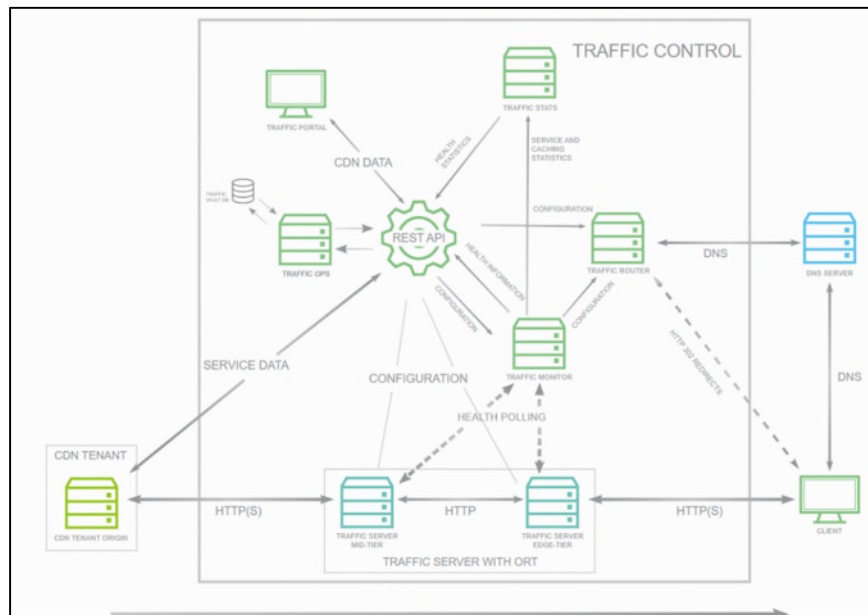 TRAFFIC CONTROL
TRAFFIC STATS
TRAFFIC PORTAL
CDN DATA
HEALTH
STATISTICS
SERVICE AND
CACHING
STATISTICS
TRAFFIC
VAULT DB
TRAFFIC OPS
REST API
CONFIGURATION
TRAFFIC ROUTER
DNS
DNS SERVER
HEALTH INFORMATION
CONFIGURATION
CONFIGURATION
TRAFFIC MONITOR
HTTP 302 REDIRECTS
DNS
SERVICE DATA
CONFIGURATION
HEALTH POLLING
CDN TENANT
CDN TENANT ORIGIN
HTTP(S)
TRAFFIC SERVER
MID-TIER
HTTP
TRAFFIC SERVER
EDGE-TIER
HTTP(S)
CLIENT
TRAFFIC SERVER WITH ORT